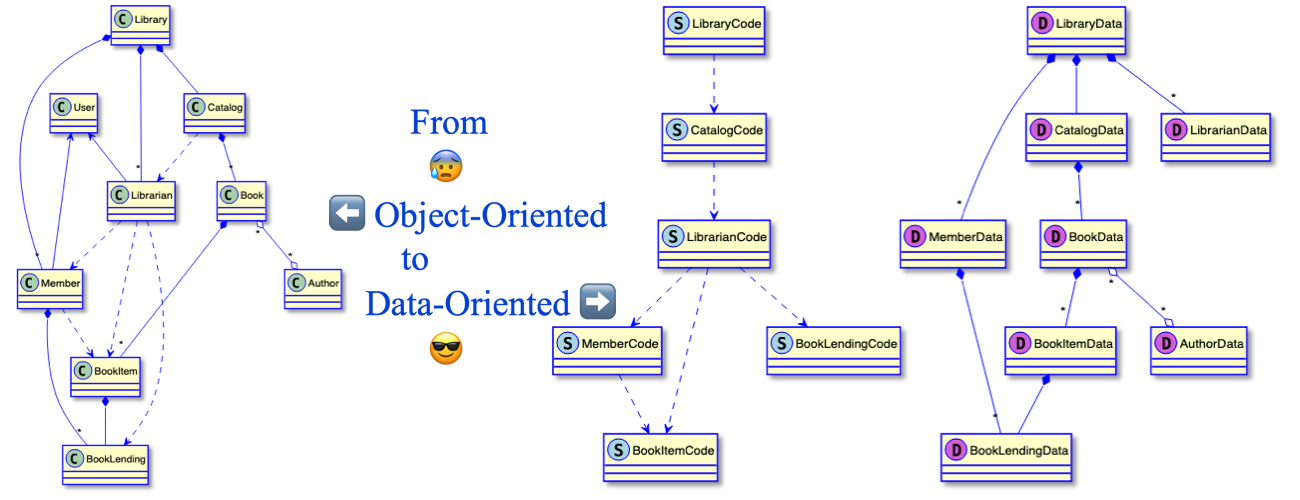 C Library
C User
C Catalog
*
*
C Librarian
C Book
*
*
*
C Member
C Author
*
C BookItem
*
C BookLending
From
Object-Oriented
to
Data-Oriented
S LibraryCode
S CatalogCode
S LibrarianCode
S MemberCode
S BookLendingCode
S BookItemCode
D LibraryData
*
D CatalogData
D LibrarianData
*
*
D MemberData
D BookData
*
*
*
D BookItemData
D AuthorData
*
D BookLendingData